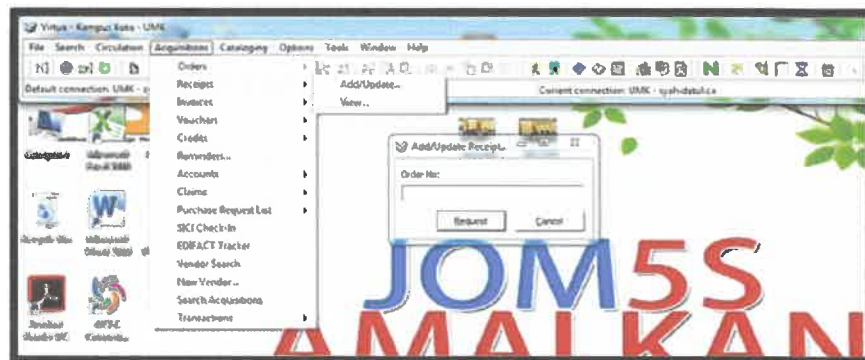 Virtua - Kampus Kota - UMK
File Search Circulation Acquisitions Cataloging Options Tools Window Help
Orders
Receipts
Invoices
Vouchers
Credits
Reminders...
Accounts
Claims
Purchase Request List
SICI Check-In
EDIFACT Tracker
Vendor Search
New Vendor...
Search Acquisitions
Transactions
Add/Update...
View...
Default connection: UMK -
Current connection: UMK -
Add/Update Receipt
Order No:
Request Cancel
JOM5S
AMALKAN